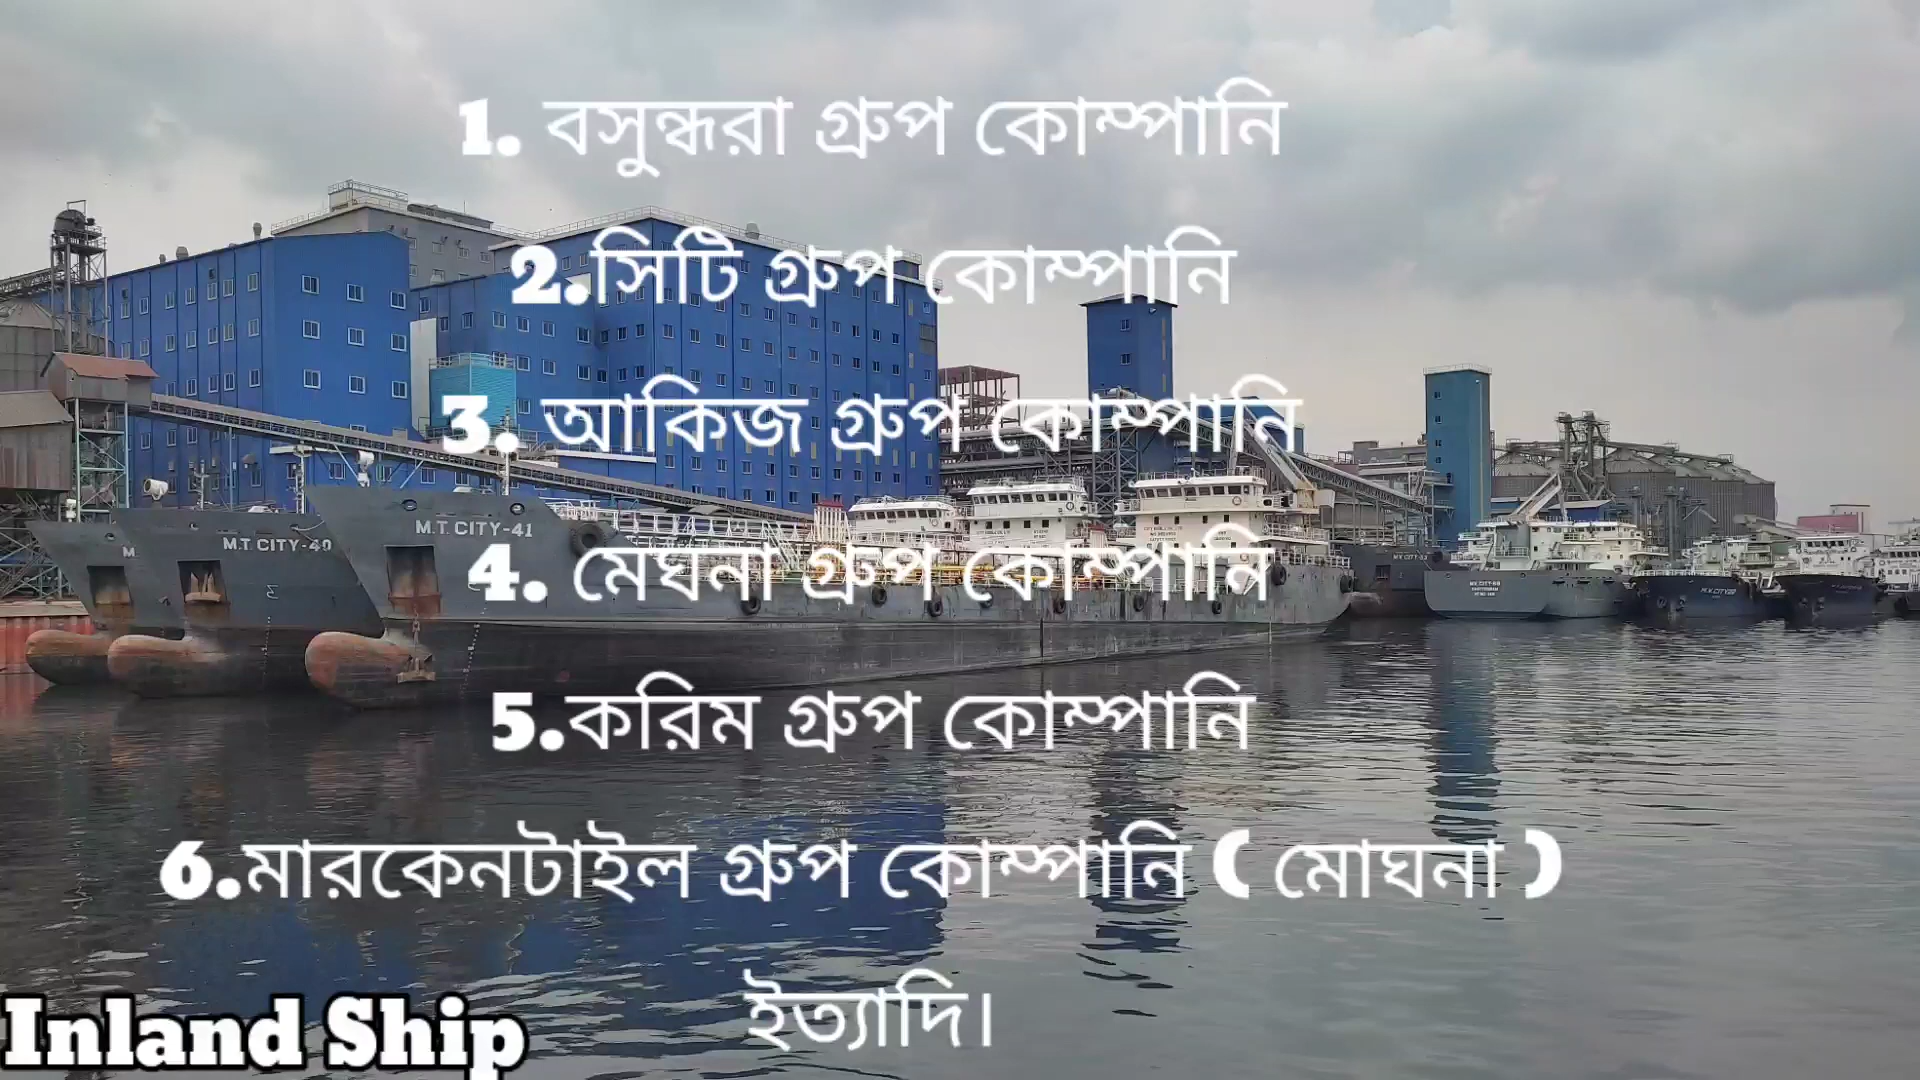 1. বসুন্ধরা গ্রুপ কোম্পানি
2.সিটি গ্রুপ কোম্পানি
3. আকিজ গ্রুপ কোম্পানি
M.T. CITY-41
M.T. CITY-40
4. মেঘনা গ্রুপ কোম্পানি
5.করিম গ্রুপ কোম্পানি
6.মারকেনটাইল গ্রুপ কোম্পানি ( মোঘনা )
ইত্যাদি।
Inland Ship